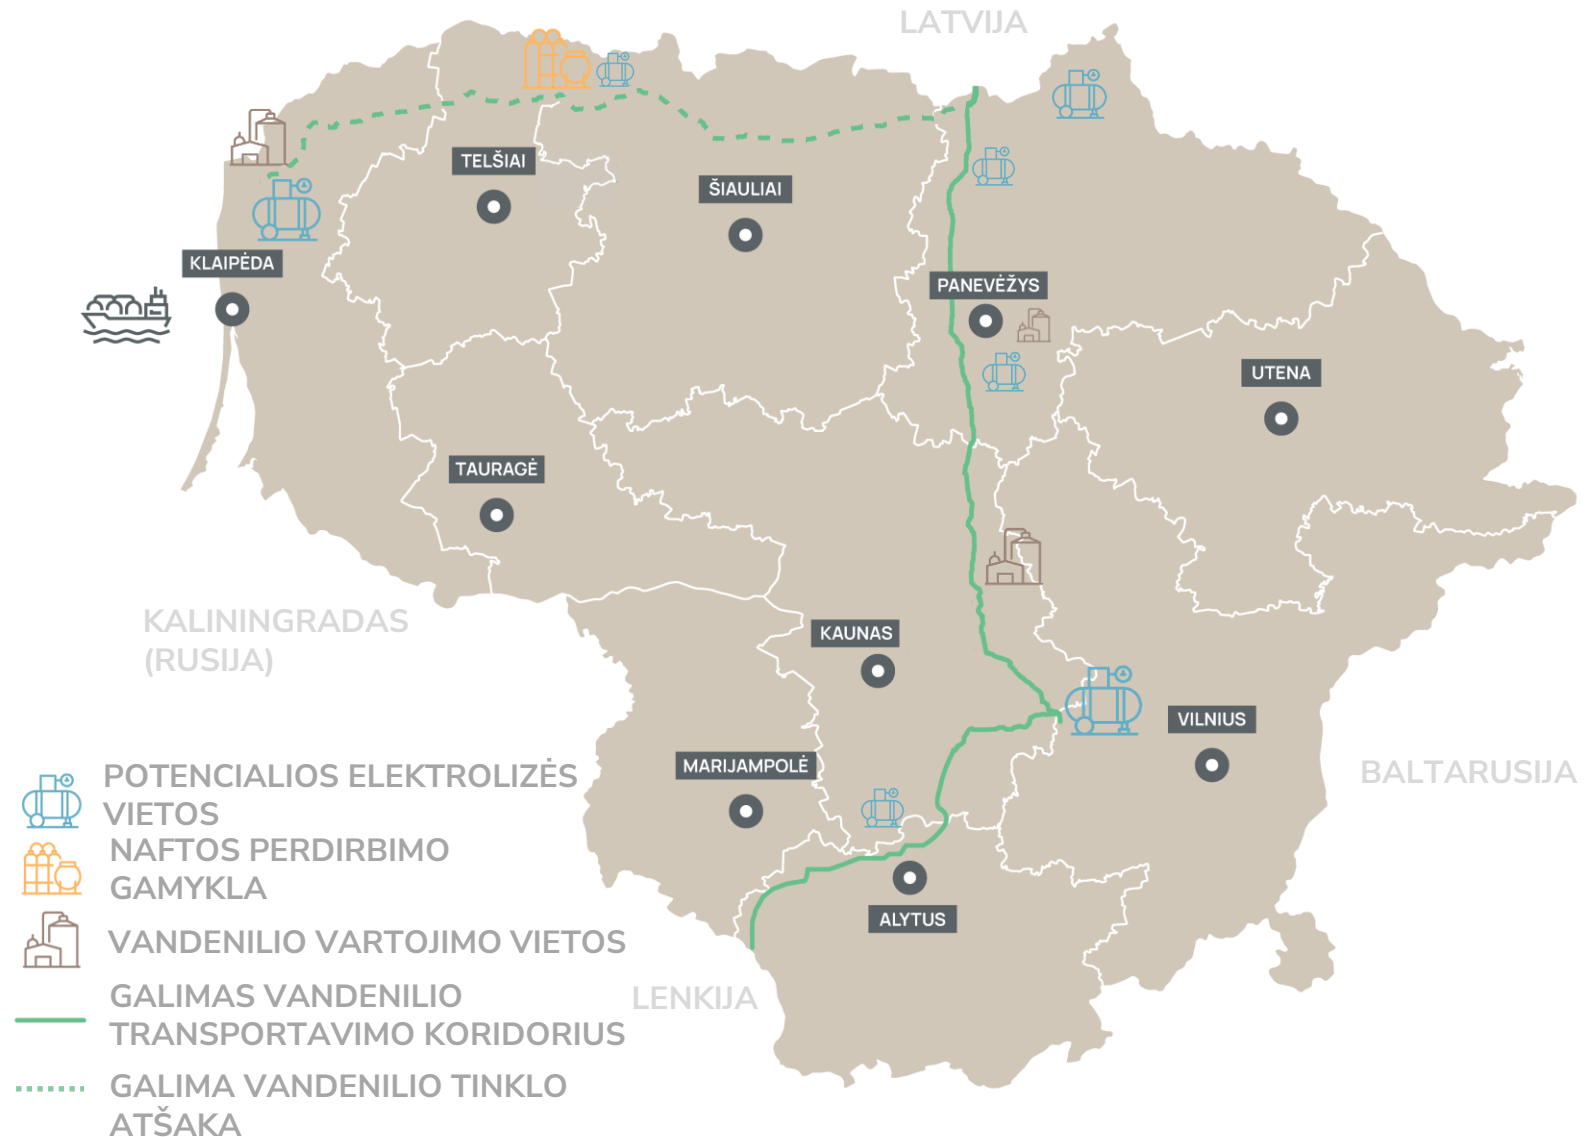 LATVIJA
TELŠIAI
ŠIAULIAI
KLAIPĖDA
PANEVĖŽYS
UTENA
TAURAGĖ
KALININGRADAS
(RUSIJA)
KAUNAS
VILNIUS
MARIJAMPOLĖ
BALTARUSIJA
ALYTUS
LENKIJA
POTENCIALIOS ELEKTROLIZĖS
VIETOS
NAFTOS PERDIRBIMO
GAMYKLA
VANDENILIO VARTOJIMO VIETOS
GALIMAS VANDENILIO
TRANSPORTAVIMO KORIDORIUS
GALIMA VANDENILIO TINKLO
ATŠAKA